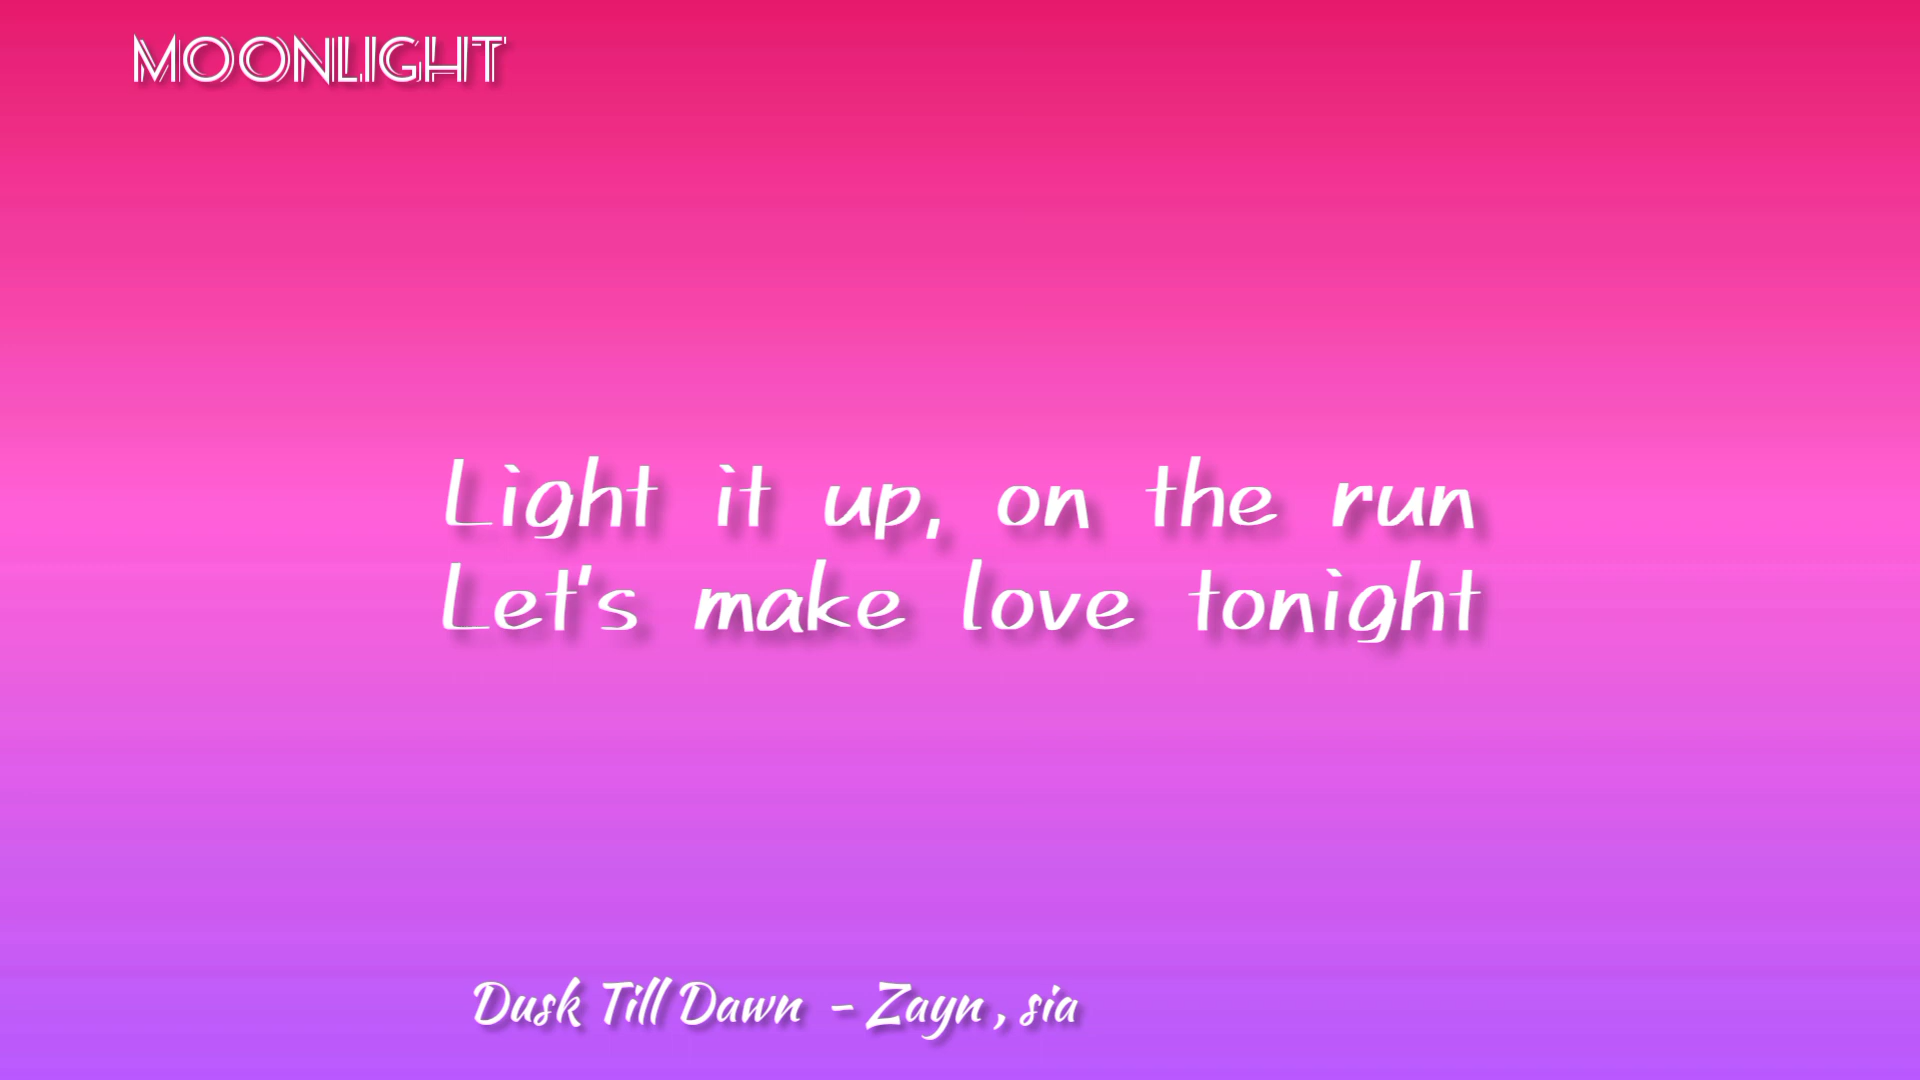 MOONLIGHT
Light it up, on the run
Let's make love tonight
Dusk Till Dawn - Zayn , sia